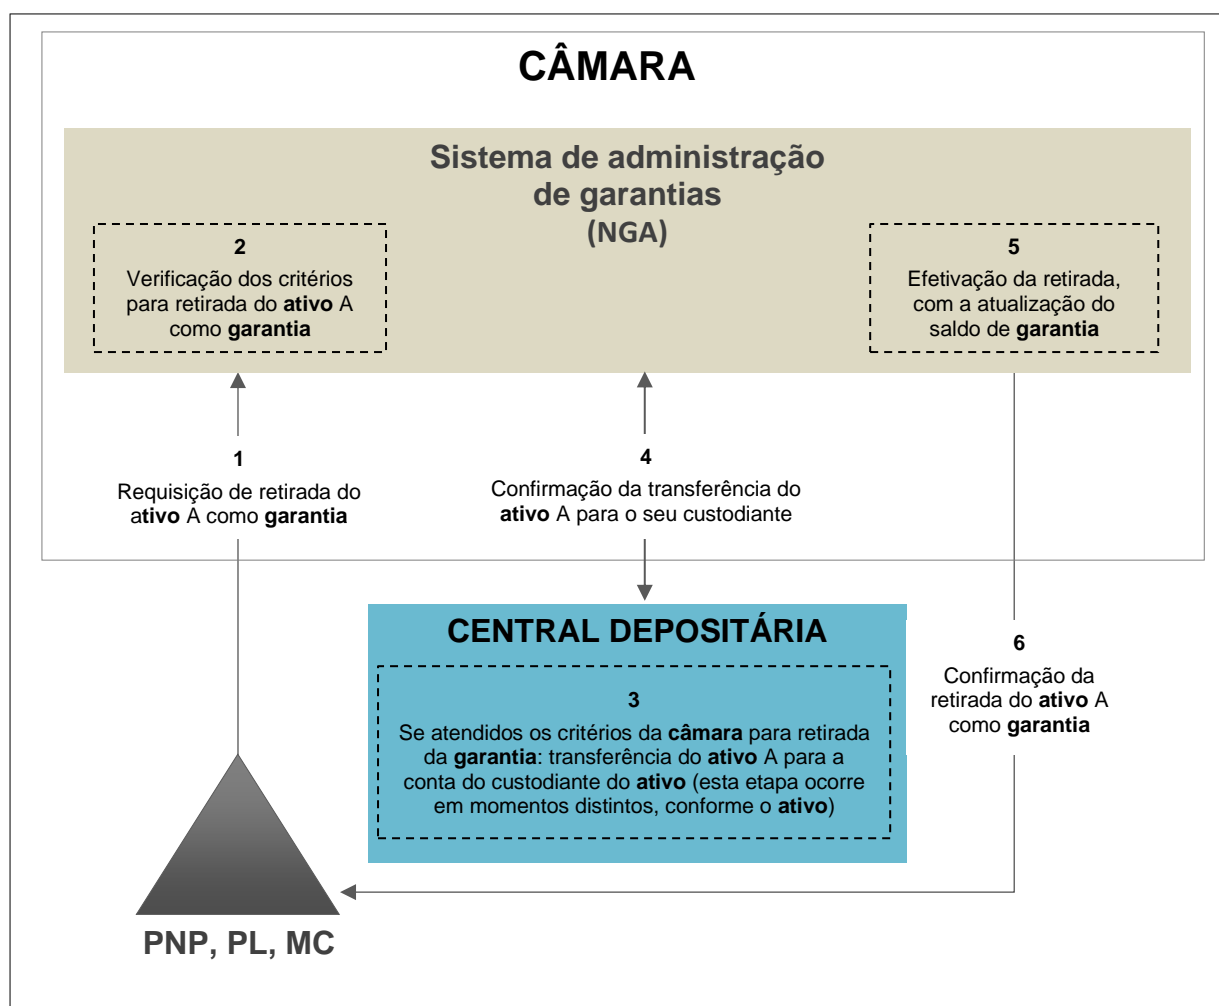 CÂMARA
Sistema de administração
de garantias
(NGA)
2
Verificação dos critérios
para retirada do ativo A
como garantia
5
Efetivação da retirada,
com a atualização do
saldo de garantia
1
Requisição de retirada do
ativo A como garantia
4
Confirmação da transferência do
ativo A para o seu custodiante
CENTRAL DEPOSITÁRIA
3
Se atendidos os critérios da câmara para retirada
da garantia: transferência do ativo A para a
conta do custodiante do ativo (esta etapa ocorre
em momentos distintos, conforme o ativo)
6
Confirmação da
retirada do ativo A
como garantia
PNP, PL, MC